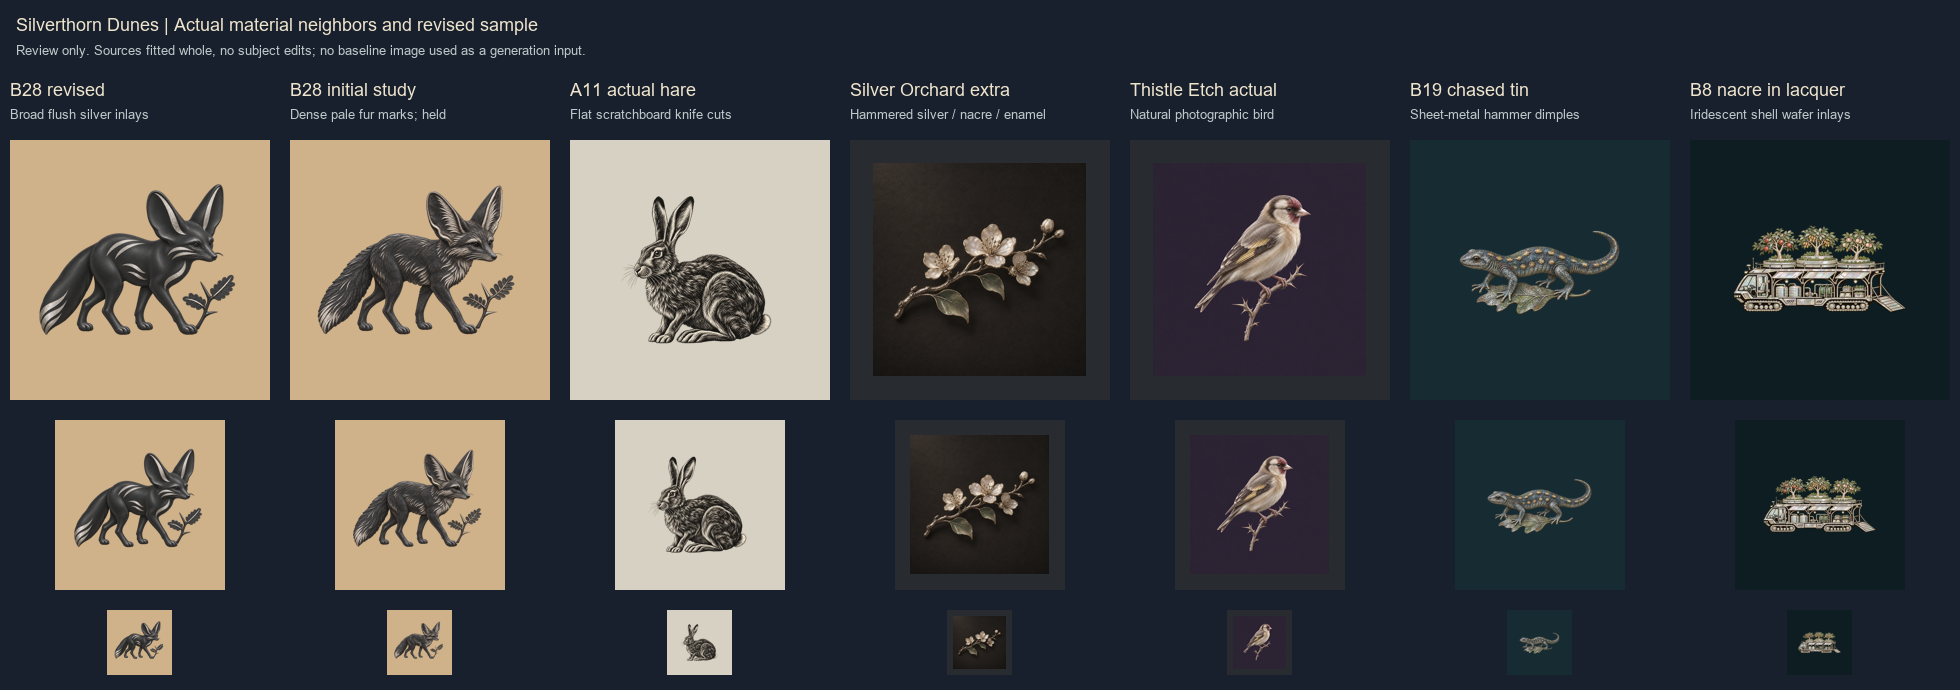 Silverthorn Dunes | Actual material neighbors and revised sample
Review only. Sources fitted whole, no subject edits; no baseline image used as a generation input.
B28 revised
Broad flush silver inlays
B28 initial study
Dense pale fur marks; held
A11 actual hare
Flat scratchboard knife cuts
Silver Orchard extra
Hammered silver / nacre / enamel
Thistle Etch actual
Natural photographic bird
B19 chased tin
Sheet-metal hammer dimples
B8 nacre in lacquer
Iridescent shell wafer inlays